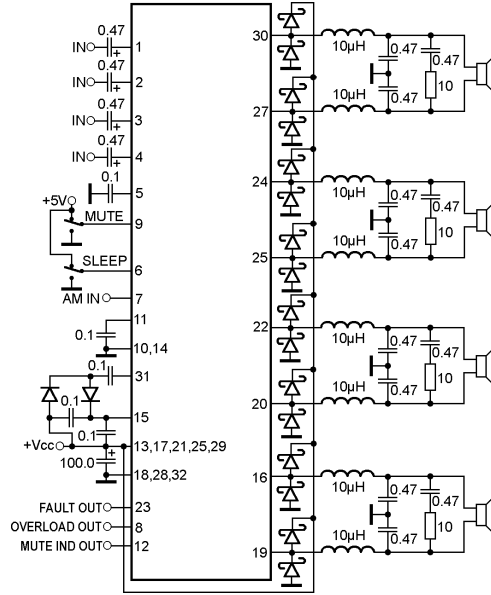 0.47
IN + 1
0.47
IN + 2
0.47
IN + 3
0.47
IN + 4
0.1
5
+5V
MUTE 9
SLEEP 6
AM IN 7
11
0.1
10,14
0.1
31
0.1
15
0.1
+Vcc 13,17,21,25,29
+
100.0
18,28,32
FAULT OUT 23
OVERLOAD OUT 8
MUTE IND OUT 12
30
10µH 0.47 0.47
10µH 0.47 10
27
24
10µH 0.47 0.47
10µH 0.47 10
25
22
10µH 0.47 0.47
10µH 0.47 10
20
16
10µH 0.47 0.47
10µH 0.47 10
19